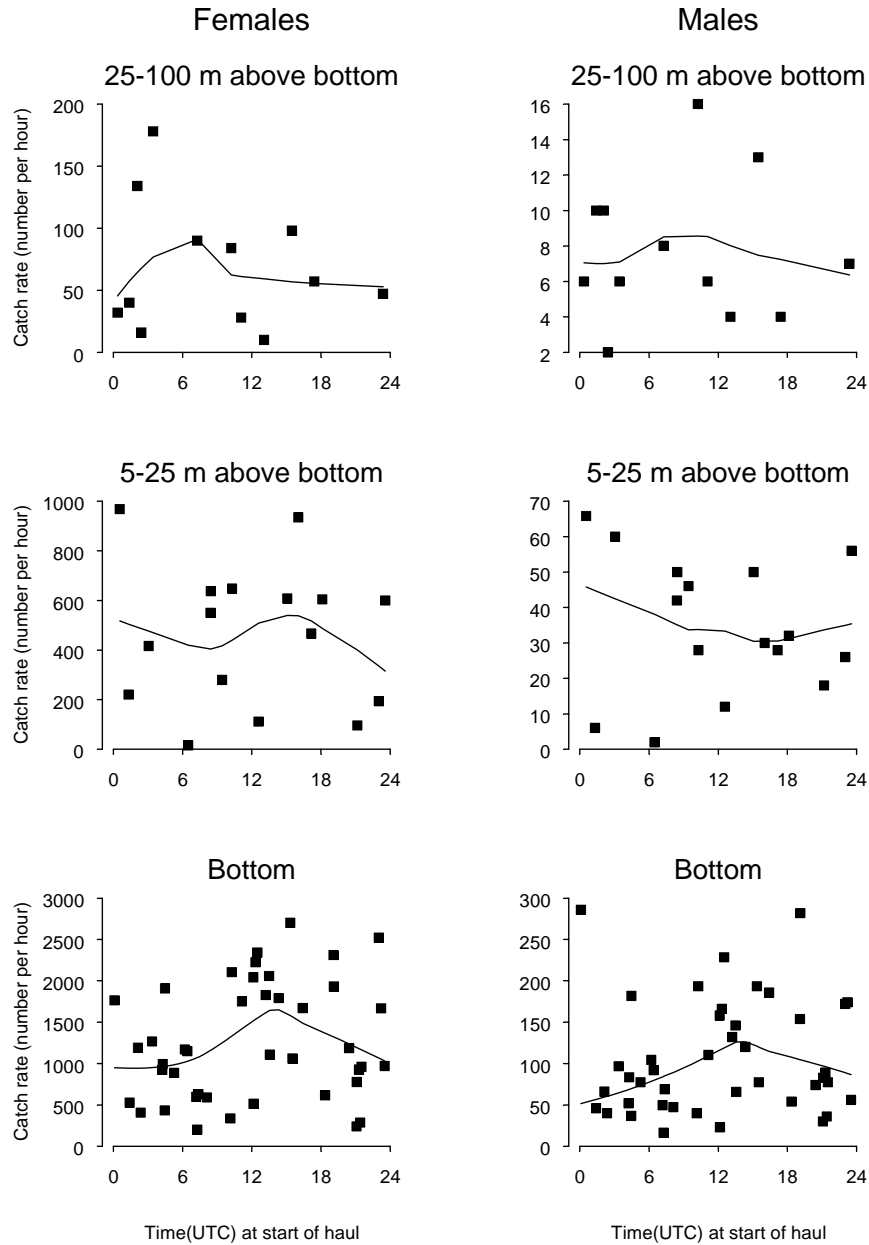 Females Males
25-100 m above bottom 25-100 m above bottom
Catch rate (number per hour)
200
150
100
50
0
0 6 12 18 24
16
14
12
10
8
6
4
2
0 6 12 18 24
5-25 m above bottom 5-25 m above bottom
Catch rate (number per hour)
1000
800
600
400
200
0
0 6 12 18 24
70
60
50
40
30
20
10
0
0 6 12 18 24
Bottom Bottom
Catch rate (number per hour)
3000
2500
2000
1500
1000
500
0
0 6 12 18 24
300
250
200
150
100
50
0
0 6 12 18 24
Time(UTC) at start of haul Time(UTC) at start of haul